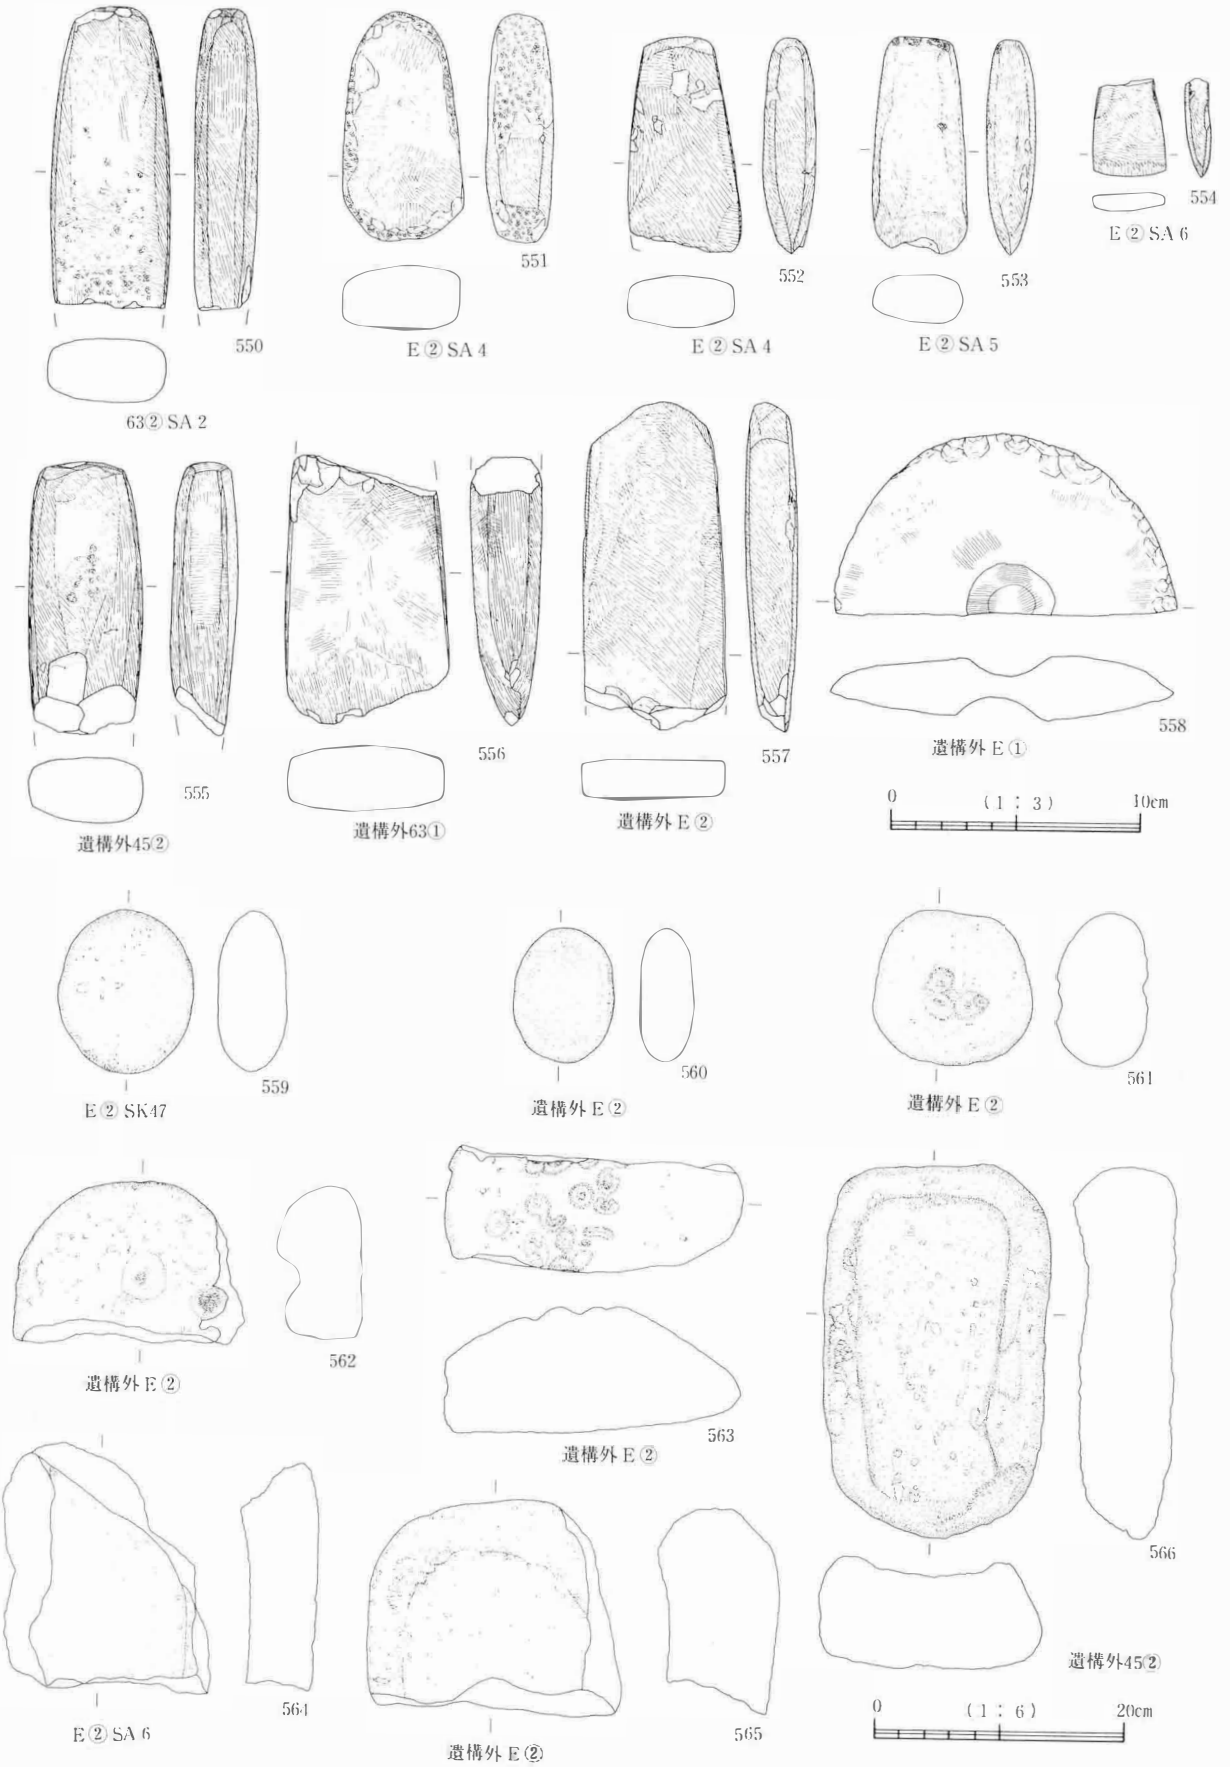 550
63② SA 2
551
E ② SA 4
552
E ② SA 4
553
E ② SA 5
554
E ② SA 6
555
遺構外45②
556
遺構外63①
557
遺構外 E ②
558
遺構外 E ①
0 (1:3) 10cm
559
E ② SK47
560
遺構外 E ②
561
遺構外 E ②
562
遺構外 E ②
563
遺構外 E ②
566
遺構外45②
564
E ② SA 6
565
遺構外 E ②
0 (1:6) 20cm